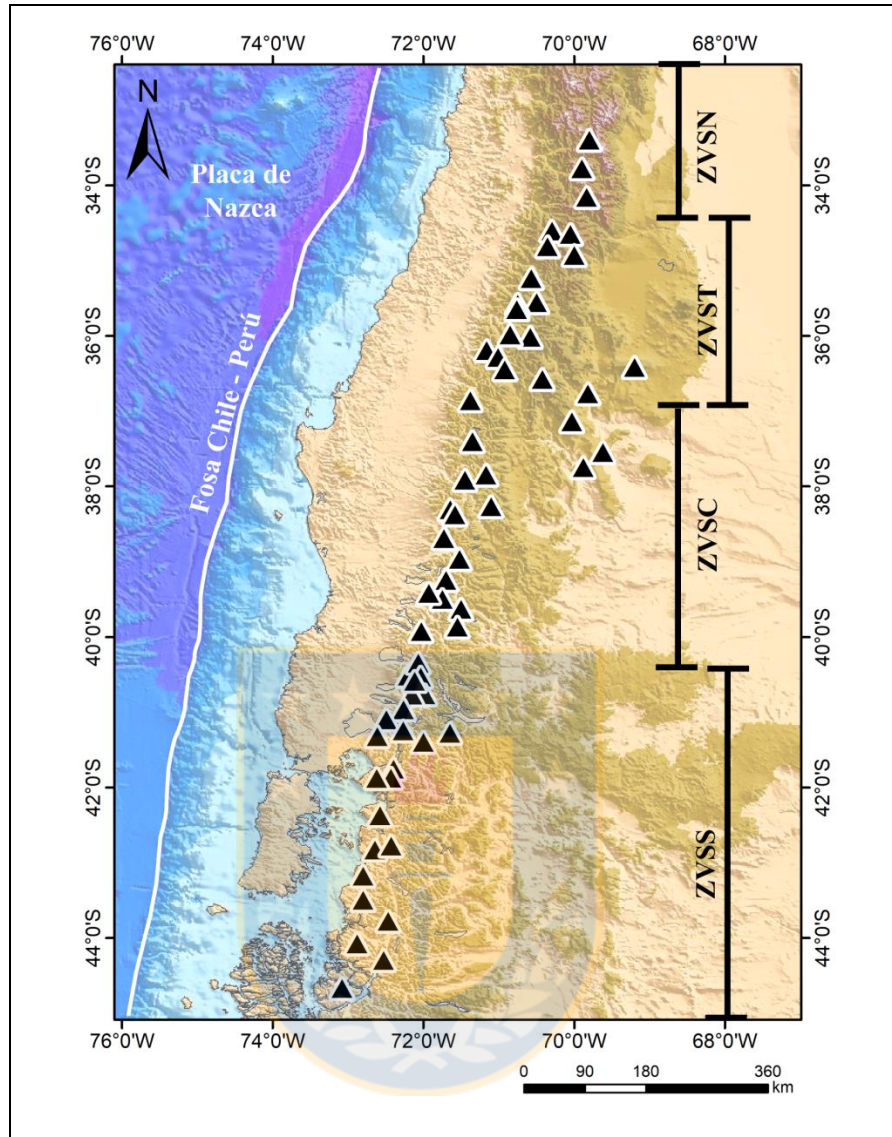 76°0'W 74°0'W 72°0'W 70°0'W 68°0'W
N
Placa de
Nazca
Fosa Chile - Perú
34°0'S
36°0'S
38°0'S
40°0'S
42°0'S
44°0'S
34°0'S
36°0'S
38°0'S
40°0'S
42°0'S
44°0'S
ZVSN
ZVST
ZVSC
ZVSS
76°0'W 74°0'W 72°0'W 70°0'W 68°0'W
0 90 180 360
km